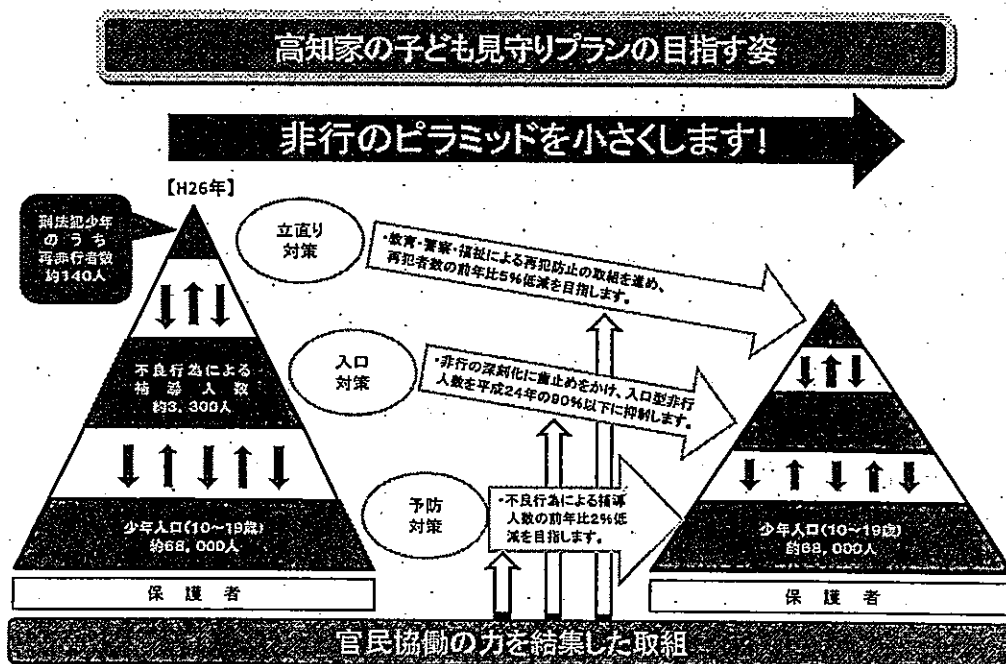 高知家の子ども見守りプランの目指す姿
非行のピラミッドを小さくします!
【H26年】
刑法犯少年
のうち
再非行者数
約140人
立直り
対策
・教育・警察・福祉による再犯防止の取組を進め、
再犯者数の前年比5%低減を目指します。
不良行為による
補導人数
約3,300人
入口
対策
・非行の深刻化に歯止めをかけ、入口型非行
人数を平成24年の90%以下に抑制します。
予防
対策
・不良行為による補導
人数の前年比2%低
減を目指します。
少年人口(10~19歳)
約68,000人
少年人口(10~19歳)
約68,000人
保護者
保護者
官民協働の力を結集した取組